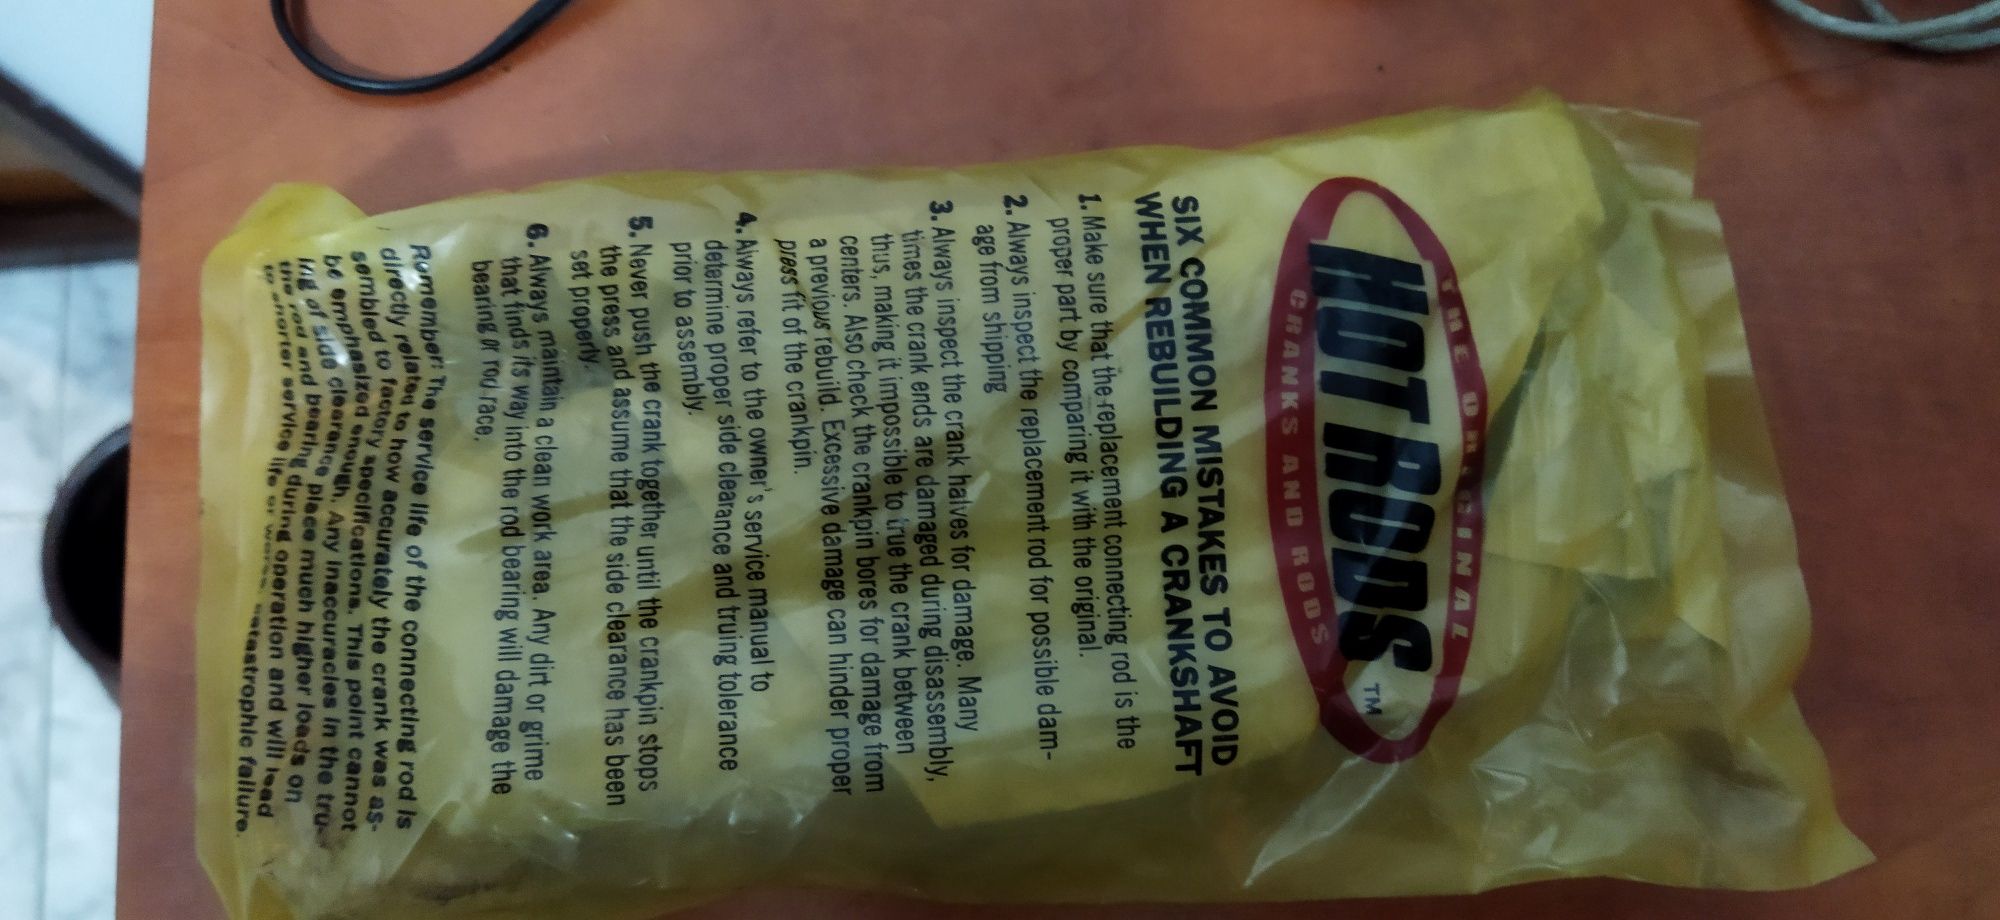 THE ORIGINAL
HOT RODS TM
CRANKS AND RODS
SIX COMMON MISTAKES TO AVOID
WHEN REBUILDING A CRANKSHAFT
1. Make sure that the replacement connecting rod is the
proper part by comparing it with the original.
2. Always inspect the replacement rod for possible dam-
age from shipping
3. Always inspect the crank halves for damage. Many
times the crank ends are damaged during disassembly,
thus, making it impossible to true the crank between
centers. Also check the crankpin bores for damage from
a previous rebuild. Excessive damage can hinder proper
press fit of the crankpin.
4. Always refer to the owner's service manual to
determine proper side clearance and truing tolerance
prior to assembly.
5. Never push the crank together until the crankpin stops
the press and assume that the side clearance has been
set properly.
6. Always maintain a clean work area. Any dirt or grime
that finds its way into the rod bearing will damage the
bearing or rod race.
Remember: The service life of the connecting rod is
directly related to how accurately the crank was as-
sembled to factory specifications. This point cannot
be emphasized enough. Any inaccuracies in the tru-
ing of side clearance place much higher loads on
the rod and bearing during operation and will lead
to shorter service life or worse, catastrophic failure.